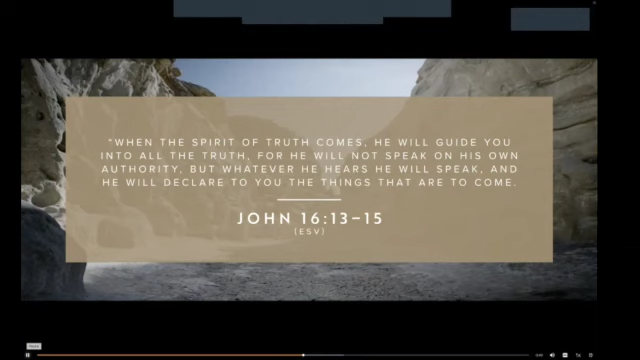 "WHEN THE SPIRIT OF TRUTH COMES, HE WILL GUIDE YOU
INTO ALL THE TRUTH, FOR HE WILL NOT SPEAK ON HIS OWN
AUTHORITY, BUT WHATEVER HE HEARS HE WILL SPEAK, AND
HE WILL DECLARE TO YOU THE THINGS THAT ARE TO COME.
JOHN 16:13–15
(ESV)